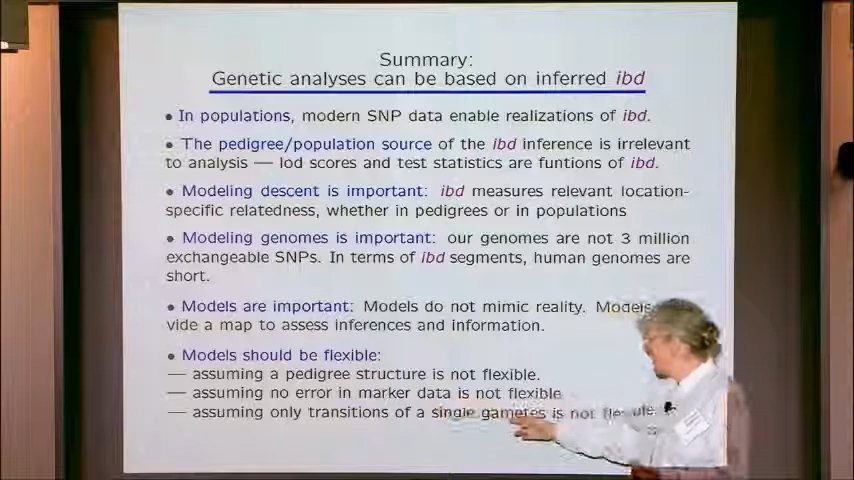 Summary:
Genetic analyses can be based on inferred ibd
• In populations, modern SNP data enable realizations of ibd.
• The pedigree/population source of the ibd inference is irrelevant
to analysis — lod scores and test statistics are funtions of ibd.
• Modeling descent is important: ibd measures relevant location-
specific relatedness, whether in pedigrees or in populations
• Modeling genomes is important: our genomes are not 3 million
exchangeable SNPs. In terms of ibd segments, human genomes are
short.
• Models are important: Models do not mimic reality. Models
vide a map to assess inferences and information.
• Models should be flexible:
— assuming a pedigree structure is not flexible.
— assuming no error in marker data is not flexible
— assuming only transitions of a single gametes is not